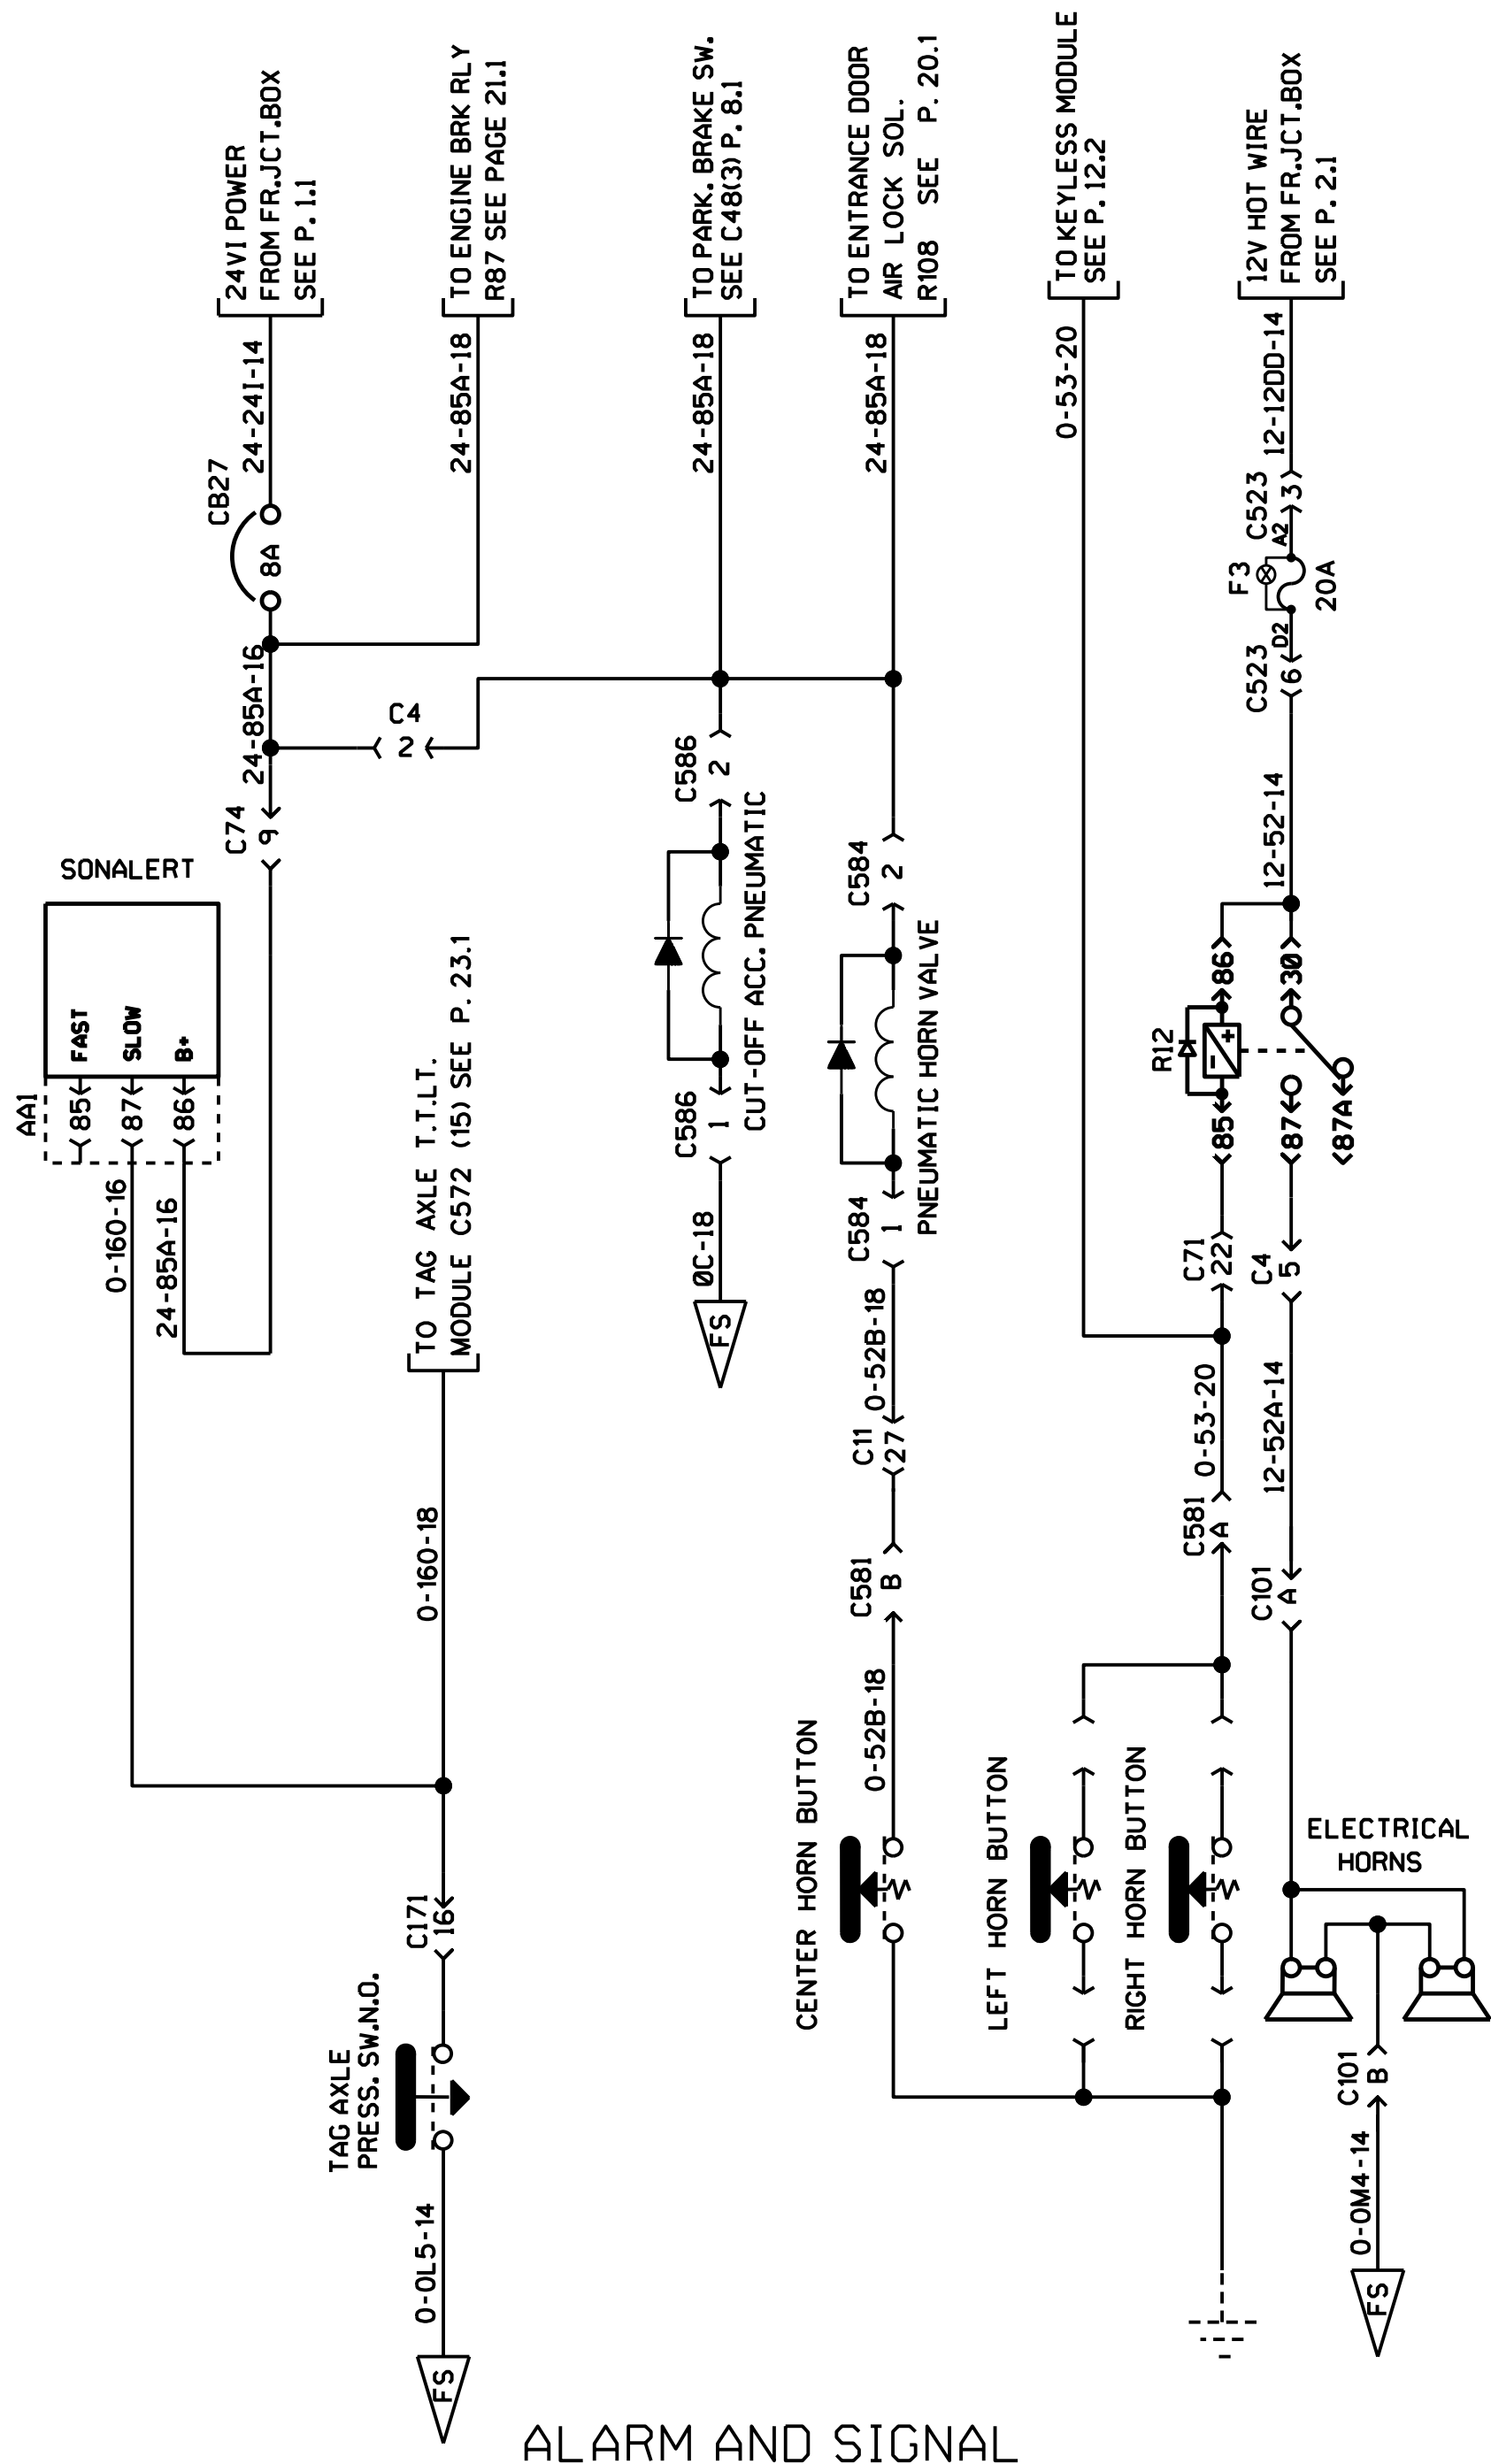 24VI POWER
FROM FR.JCT.BOX
SEE P. 1.1
TO ENGINE BRK RLY
R87 SEE PAGE 21.1
TO PARK. BRAKE SW.
SEE C48(3) P. 8.1
TO ENTRANCE DOOR
AIR LOCK SOL.
R108 SEE P. 20.1
TO KEYLESS MODULE
SEE P. 12.2
12V HOT WIRE
FROM FR.JCT.BOX
SEE P. 2.1
24-24I-14
24-85A-18
24-85A-18
24-85A-18
0-53-20
12-12DD-14
CB27
8A
C523
3
A2
F3
20A
D2
C523
6
24-85A-16
C4
2
C74
9
C586
2
C584
2
12-52-14
SONALERT
FAST
SLOW
B+
AA1
85
87
86
CUT-OFF ACC. PNEUMATIC
PNEUMATIC HORN VALVE
86
30
R12
+
-
85
87
87A
C586
1
C584
1
0-160-16
24-85A-16
TO TAG AXLE T.T.LT.
MODULE C572 (15) SEE P. 23.1
0C-18
FS
0-52B-18
C71
22
C4
5
C11
27
0-53-20
12-52A-14
0-160-18
C581
B
C581
A
C101
A
0-52B-18
CENTER HORN BUTTON
LEFT HORN BUTTON
RIGHT HORN BUTTON
ELECTRICAL
HORNS
C171
16
TAG AXLE
PRESS. SW.N.O.
C101
B
0-0L5-14
0-0M4-14
FS
FS
ALARM AND SIGNAL